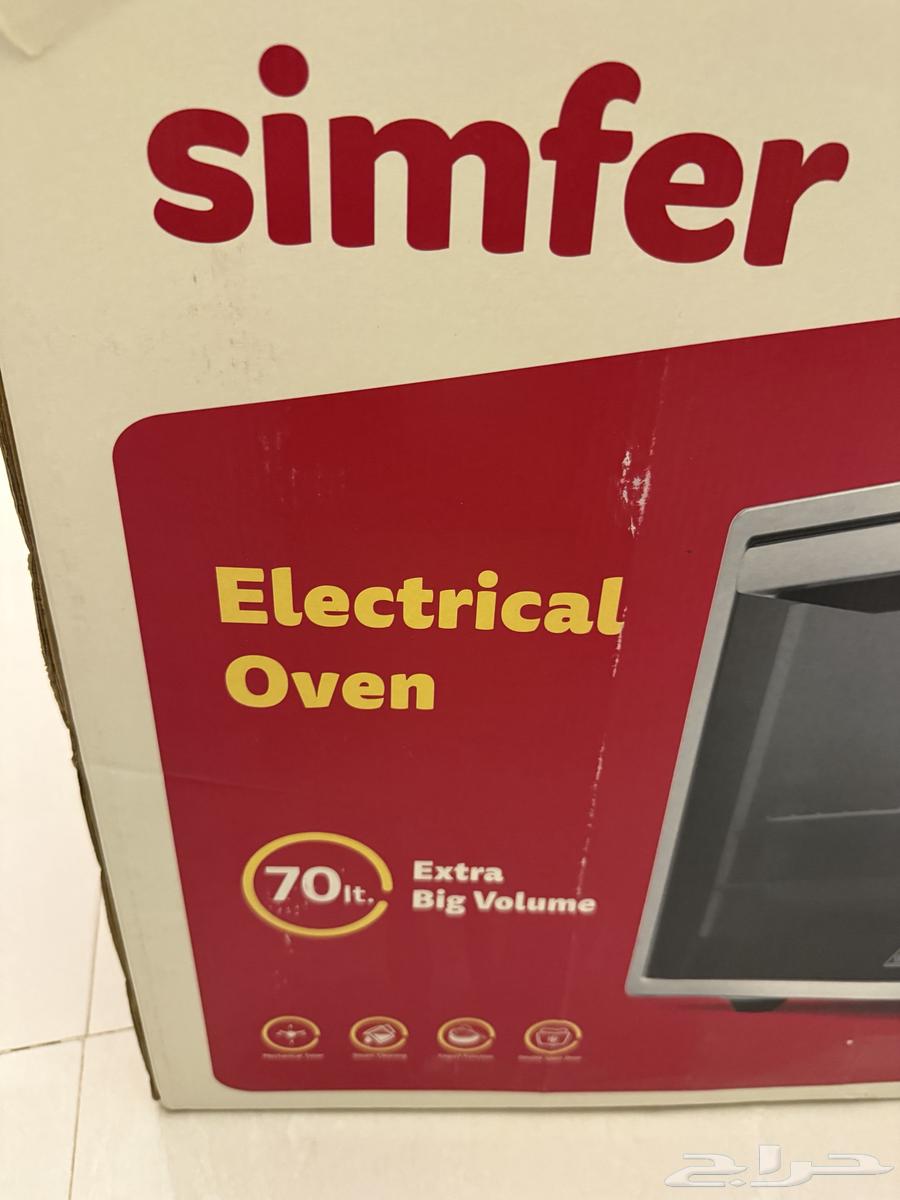 simfer
Electrical
Oven
70lt.
Extra
Big Volume
حراج